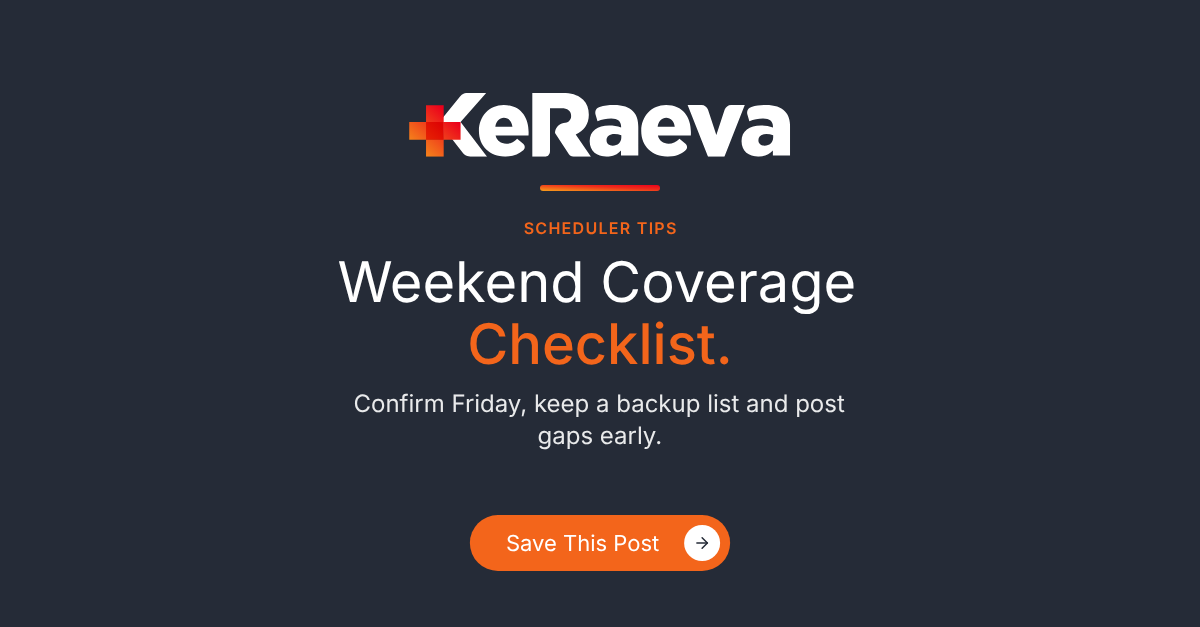 KeRaeva
SCHEDULER TIPS
Weekend Coverage
Checklist.
Confirm Friday, keep a backup list and post
gaps early.
Save This Post